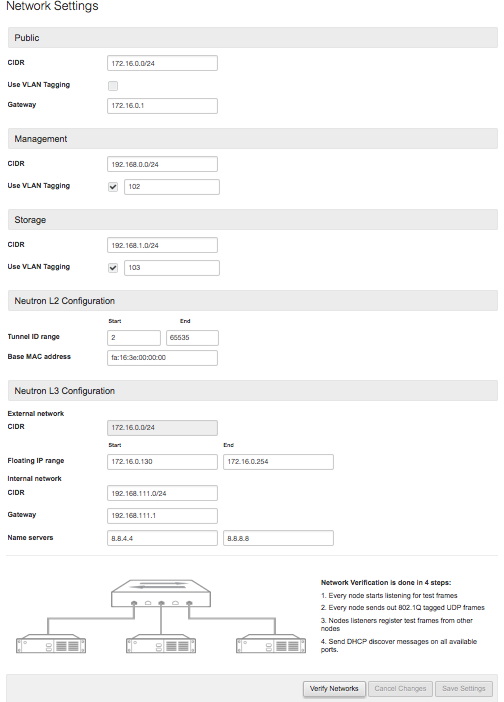 Network Settings
Public
CIDR 172.16.0.0/24
Use VLAN Tagging
Gateway 172.16.0.1
Management
CIDR 192.168.0.0/24
Use VLAN Tagging 102
Storage
CIDR 192.168.1.0/24
Use VLAN Tagging 103
Neutron L2 Configuration
Start End
Tunnel ID range 2 65535
Base MAC address fa:16:3e:00:00:00
Neutron L3 Configuration
External network
CIDR 172.16.0.0/24
Start End
Floating IP range 172.16.0.130 172.16.0.254
Internal network
CIDR 192.168.111.0/24
Gateway 192.168.111.1
Name servers 8.8.4.4 8.8.8.8
Network Verification is done in 4 steps:
1. Every node starts listening for test frames
2. Every node sends out 802.1Q tagged UDP frames
3. Nodes listeners register test frames from other
nodes
4. Send DHCP discover messages on all available
ports.
Verify Networks Cancel Changes Save Settings